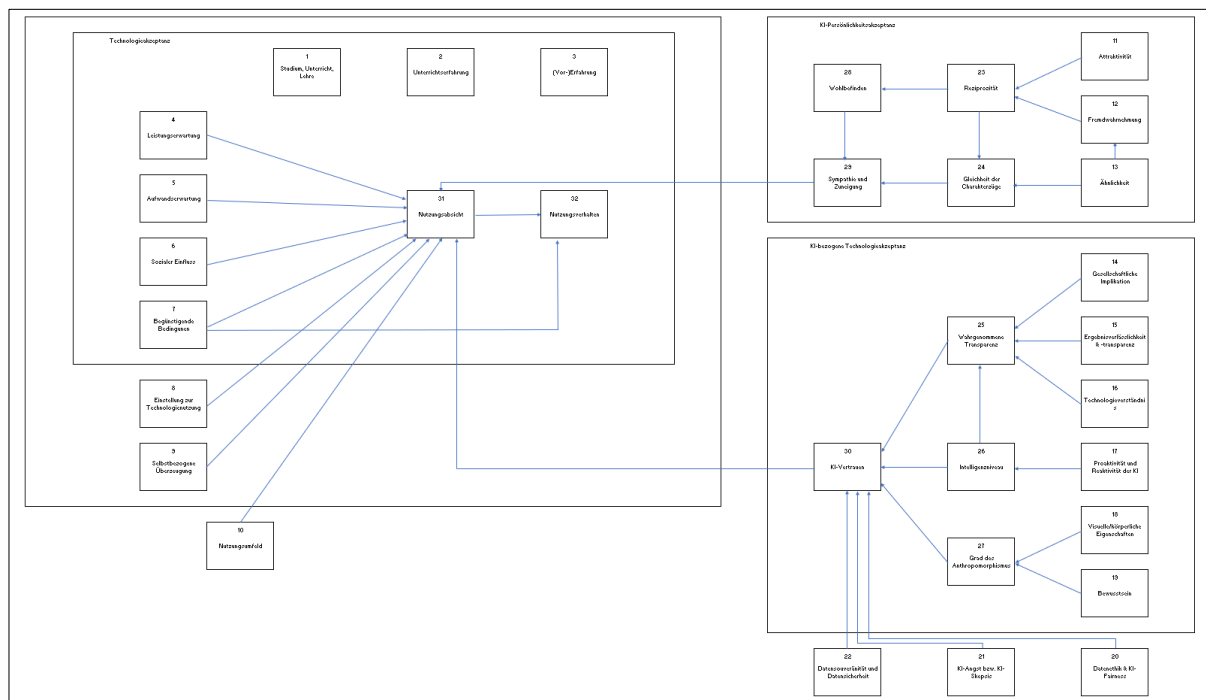 Technologieakzeptanz
1
Studium, Unterricht,
Lehre
2
Unterrichtserfahrung
3
(Vor-)Erfahrung
4
Leistungserwartung
5
Aufwandserwartung
6
Sozialer Einfluss
7
Begünstigende
Bedingungen
8
Einstellung zur
Technologienutzung
9
Selbstbezogene
Überzeugung
10
Nutzungsumfeld
31
Nutzungsabsicht
32
Nutzungsverhalten
KI-Persönlichkeitsakzeptanz
28
Wohlbefinden
23
Reziprozität
11
Attraktivität
12
Fremdwahrnehmung
29
Sympathie und
Zuneigung
24
Gleichheit der
Charakterzüge
13
Ähnlichkeit
KI-bezogene Technologieakzeptanz
14
Gesellschaftliche
Implikation
25
Wahrgenommene
Transparenz
15
Ergebnisverlässlichkeit
& -transparenz
16
Technologieverständni
s
30
KI-Vertrauen
26
Intelligenzniveau
17
Proaktivität und
Reaktivität der KI
18
Visuelle/körperliche
Eigenschaften
27
Grad des
Anthropomorphismus
19
Bewusstsein
22
Datensouveränität und
Datensicherheit
21
KI-Angst bzw. KI-
Skepsis
20
Datenethik & KI-
Fairness